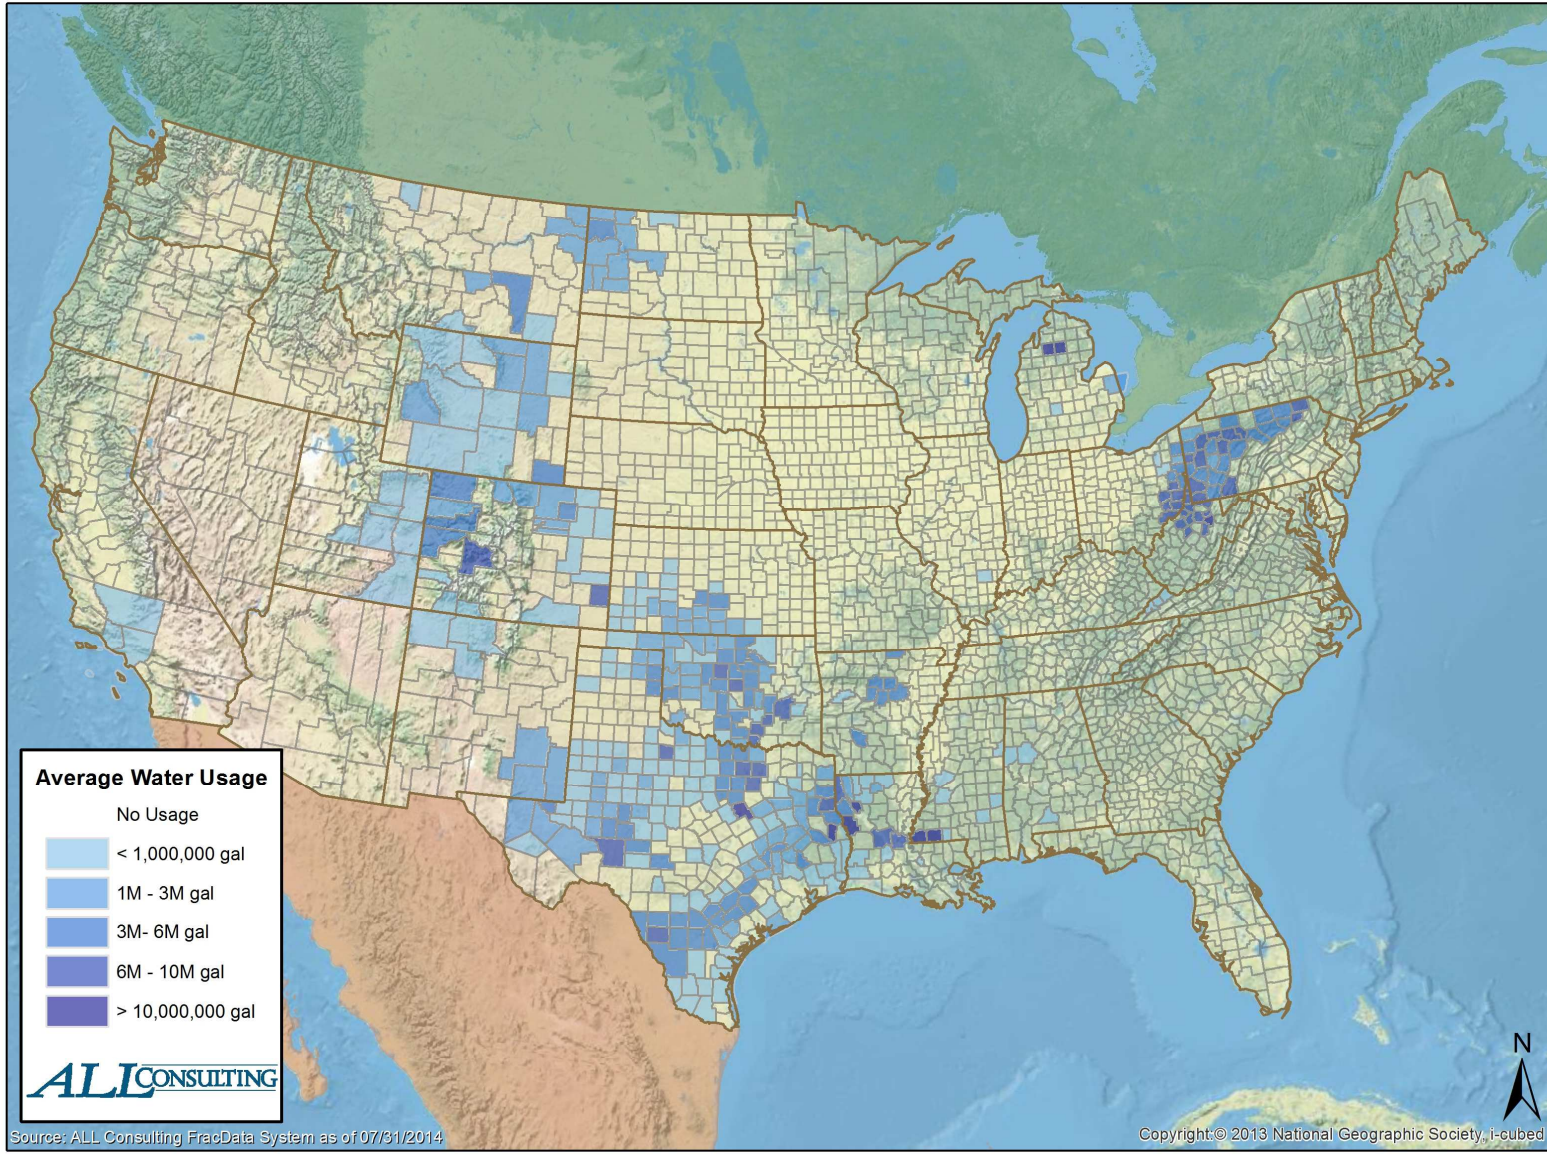 Average Water Usage
No Usage
< 1,000,000 gal
1M - 3M gal
3M- 6M gal
6M - 10M gal
> 10,000,000 gal
ALL CONSULTING
N
Source: ALL Consulting FracData System as of 07/31/2014
Copyright:© 2013 National Geographic Society, i-cubed